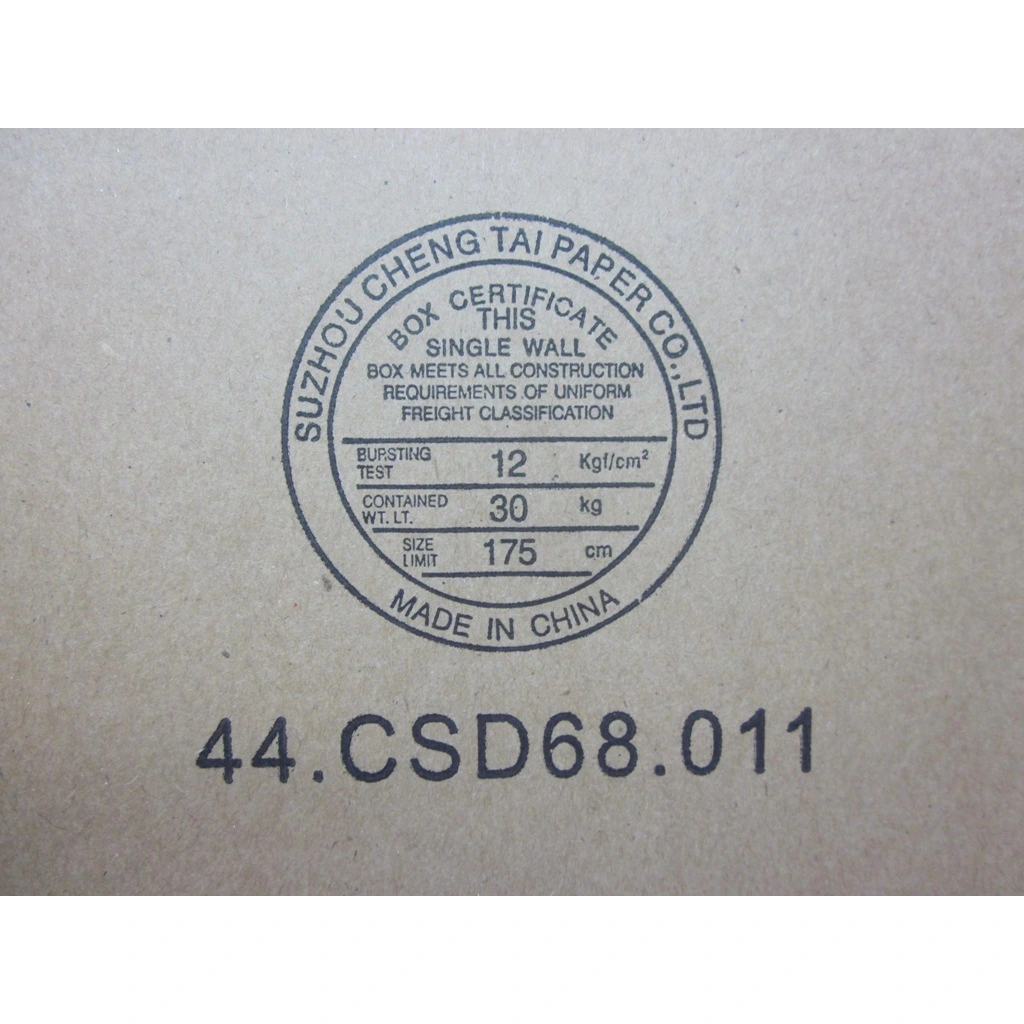 SUZHOU CHENG TAI PAPER CO.,LTD
BOX CERTIFICATE
THIS
SINGLE WALL
BOX MEETS ALL CONSTRUCTION
REQUIREMENTS OF UNIFORM
FREIGHT CLASSIFICATION
BURSTING TEST 12 Kgf/cm²
CONTAINED WT. LT. 30 kg
SIZE LIMIT 175 cm
MADE IN CHINA
44.CSD68.011